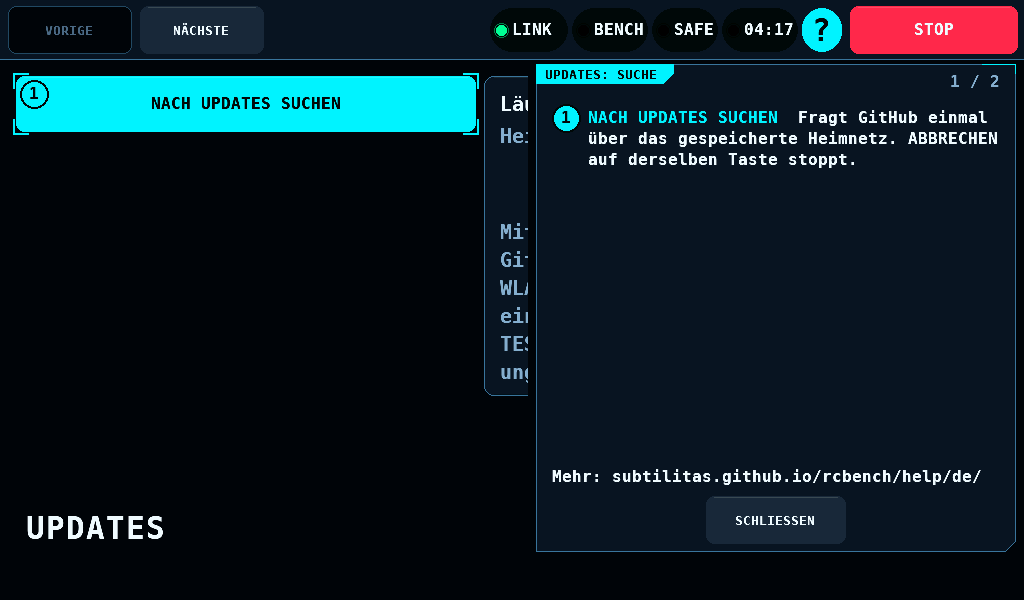 VORIGE
NÄCHSTE
LINK
BENCH
SAFE
04:17
?
STOP
1
NACH UPDATES SUCHEN
UPDATES: SUCHE
1 / 2
1 NACH UPDATES SUCHEN Fragt GitHub einmal
über das gespeicherte Heimnetz. ABBRECHEN
auf derselben Taste stoppt.
Mehr: subtilitas.github.io/rcbench/help/de/
SCHLIESSEN
UPDATES